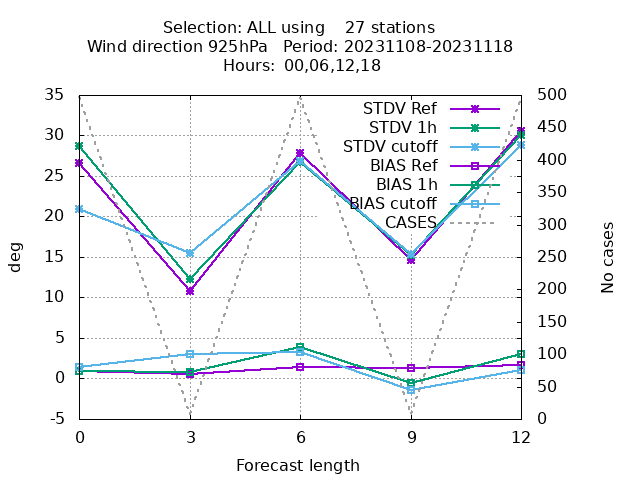 Selection: ALL using    27 stations
Wind direction 925hPa   Period: 20231108-20231118
Hours: 00,06,12,18
35
30
25
20
15
10
5
0
-5
deg
500
450
400
350
300
250
200
150
100
50
0
No cases
STDV Ref
STDV 1h
STDV cutoff
BIAS Ref
BIAS 1h
BIAS cutoff
CASES
0 3 6 9 12
Forecast length